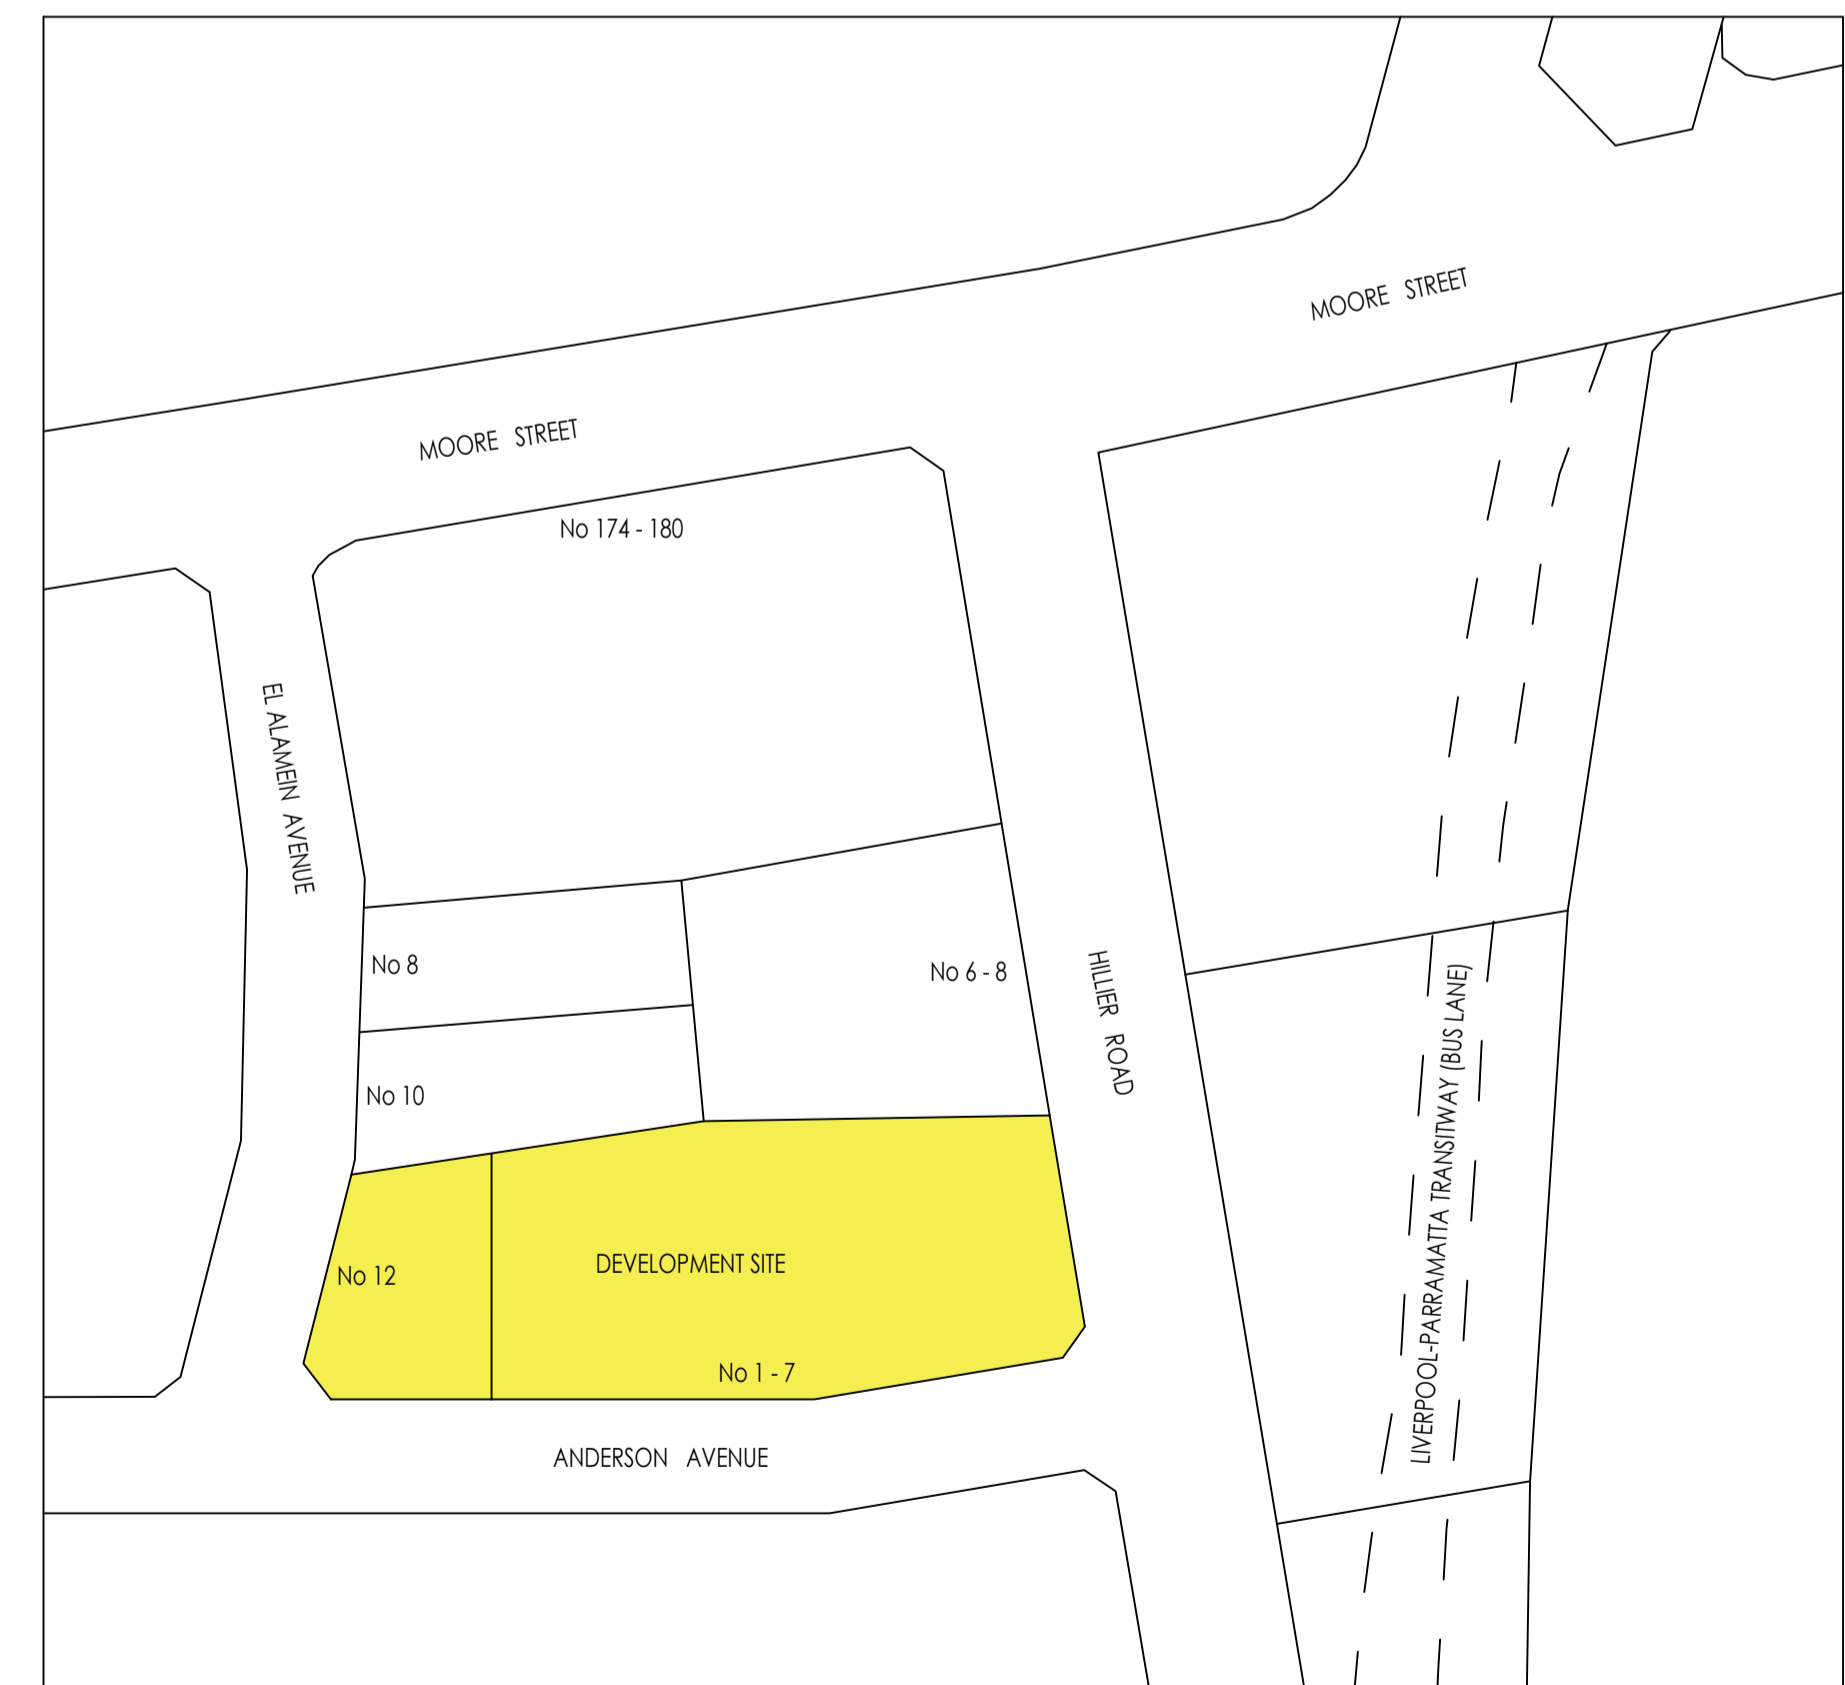 MOORE STREET
MOORE STREET
No 174 - 180
EL ALAMEIN AVENUE
No 8
No 6 - 8
HILLIER ROAD
No 10
LIVERPOOL-PARRAMATTA TRANSITWAY (BUS LANE)
DEVELOPMENT SITE
No 12
No 1 - 7
ANDERSON AVENUE